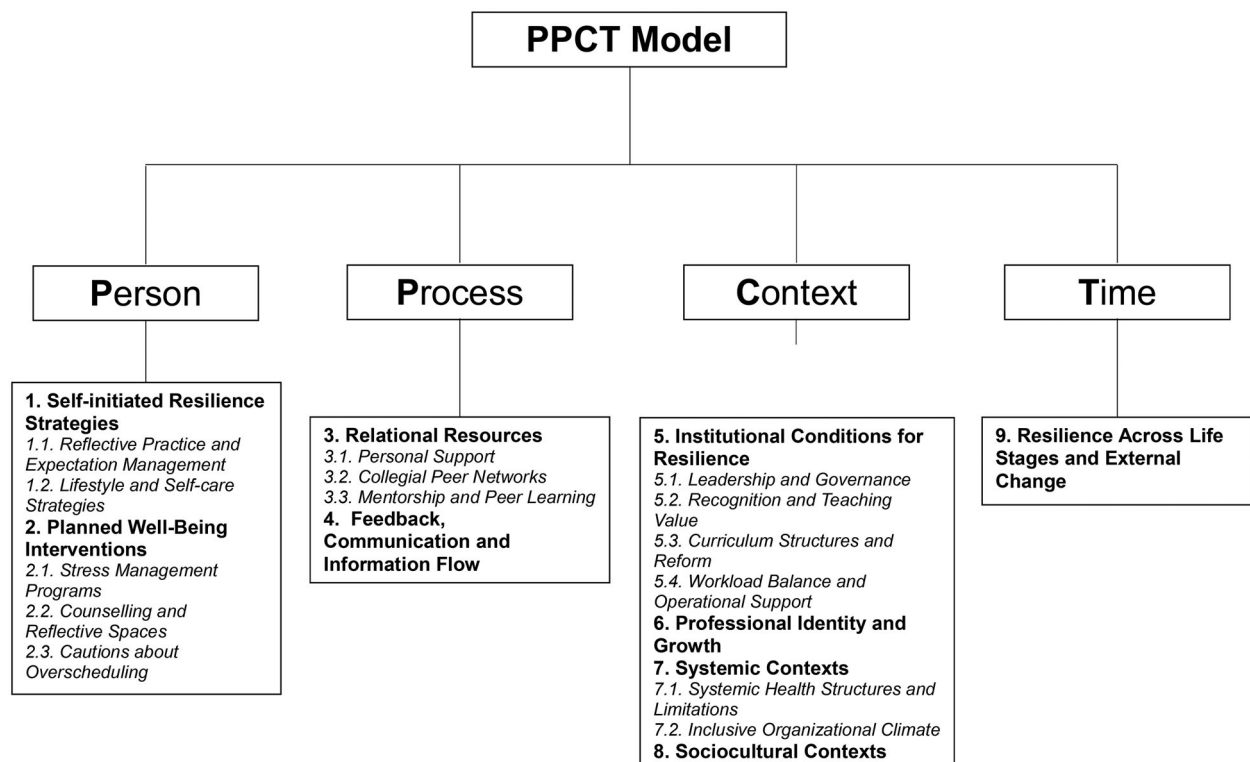 PPCT Model
Person
Process
Context
Time
1. Self-initiated Resilience
Strategies
1.1. Reflective Practice and
Expectation Management
1.2. Lifestyle and Self-care
Strategies
2. Planned Well-Being
Interventions
2.1. Stress Management
Programs
2.2. Counselling and
Reflective Spaces
2.3. Cautions about
Overscheduling
3. Relational Resources
3.1. Personal Support
3.2. Collegial Peer Networks
3.3. Mentorship and Peer Learning
4. Feedback,
Communication and
Information Flow
5. Institutional Conditions for
Resilience
5.1. Leadership and Governance
5.2. Recognition and Teaching
Value
5.3. Curriculum Structures and
Reform
5.4. Workload Balance and
Operational Support
6. Professional Identity and
Growth
7. Systemic Contexts
7.1. Systemic Health Structures and
Limitations
7.2. Inclusive Organizational Climate
8. Sociocultural Contexts
9. Resilience Across Life
Stages and External
Change